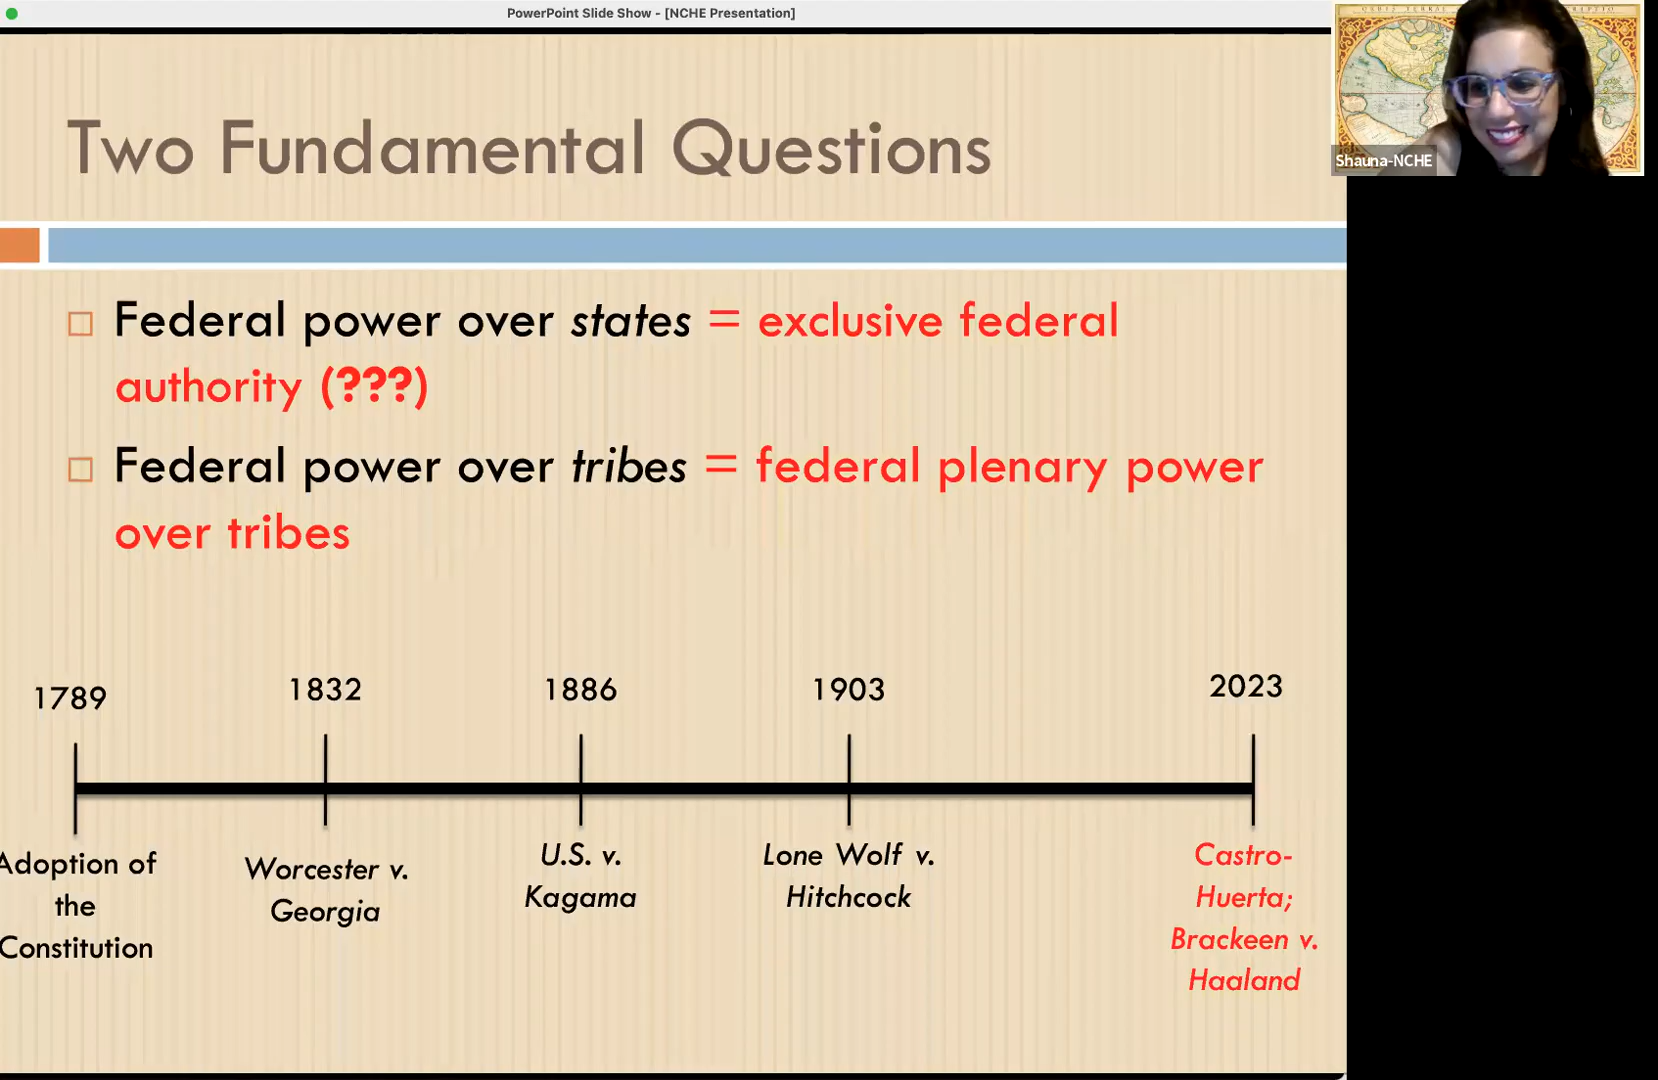 PowerPoint Slide Show - [NCHE Presentation]
Shauna-NCHE
Two Fundamental Questions
Federal power over states = exclusive federal
authority (???)
Federal power over tribes = federal plenary power
over tribes
1789
1832
1886
1903
2023
Adoption of
the
Constitution
Worcester v.
Georgia
U.S. v.
Kagama
Lone Wolf v.
Hitchcock
Castro-
Huerta;
Brackeen v.
Haaland